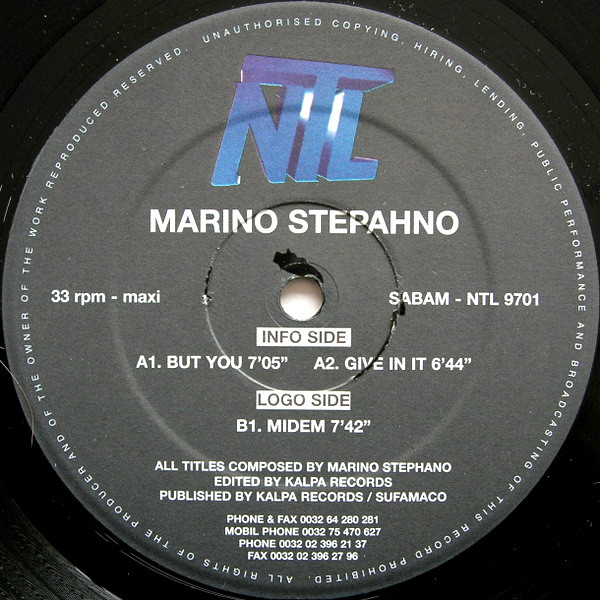 ALL RIGHTS OF THE PRODUCER AND OF THE OWNER OF THE WORK REPRODUCED RESERVED. UNAUTHORISED COPYING, HIRING, LENDING, PUBLIC PERFORMANCE AND BROADCASTING OF THIS RECORD PROHIBITED.
NTL
MARINO STEPAHNO
33 rpm - maxi
SABAM - NTL 9701
INFO SIDE
A1. BUT YOU 7'05" A2. GIVE IN IT 6'44"
LOGO SIDE
B1. MIDEM 7'42"
ALL TITLES COMPOSED BY MARINO STEPHANO
EDITED BY KALPA RECORDS
PUBLISHED BY KALPA RECORDS / SUFAMACO
PHONE & FAX 0032 64 280 281
MOBIL PHONE 0032 75 470 627
PHONE 0032 02 396 21 37
FAX 0032 02 396 27 96